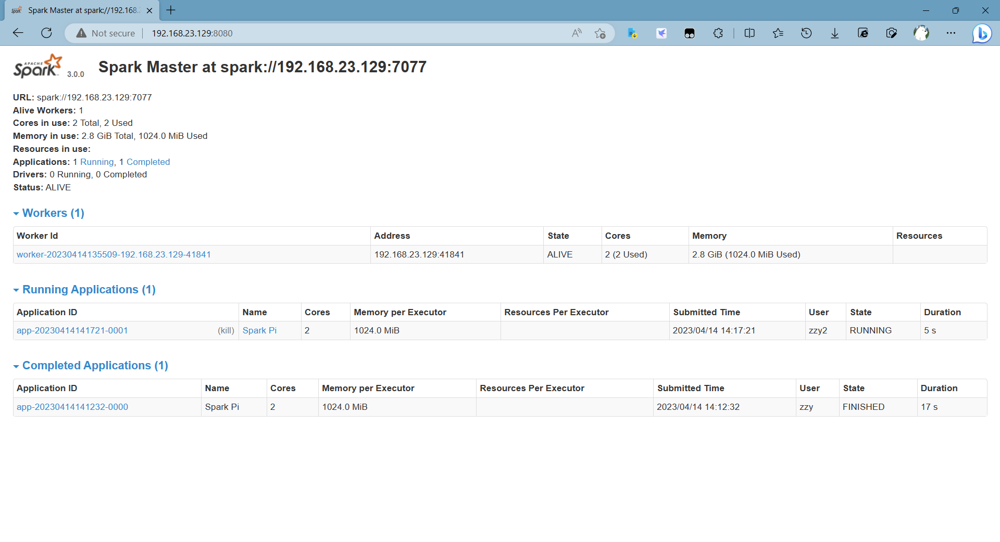 Spark Master at spark://192.168.2
Not secure 192.168.23.129:8080
APACHE Spark 3.0.0 Spark Master at spark://192.168.23.129:7077
URL: spark://192.168.23.129:7077
Alive Workers: 1
Cores in use: 2 Total, 2 Used
Memory in use: 2.8 GiB Total, 1024.0 MiB Used
Resources in use:
Applications: 1 Running, 1 Completed
Drivers: 0 Running, 0 Completed
Status: ALIVE
Workers (1)
Worker Id Address State Cores Memory Resources
worker-20230414135509-192.168.23.129-41841 192.168.23.129:41841 ALIVE 2 (2 Used) 2.8 GiB (1024.0 MiB Used)
Running Applications (1)
Application ID Name Cores Memory per Executor Resources Per Executor Submitted Time User State Duration
app-20230414141721-0001 (kill) Spark Pi 2 1024.0 MiB 2023/04/14 14:17:21 zzy2 RUNNING 5 s
Completed Applications (1)
Application ID Name Cores Memory per Executor Resources Per Executor Submitted Time User State Duration
app-20230414141232-0000 Spark Pi 2 1024.0 MiB 2023/04/14 14:12:32 zzy FINISHED 17 s